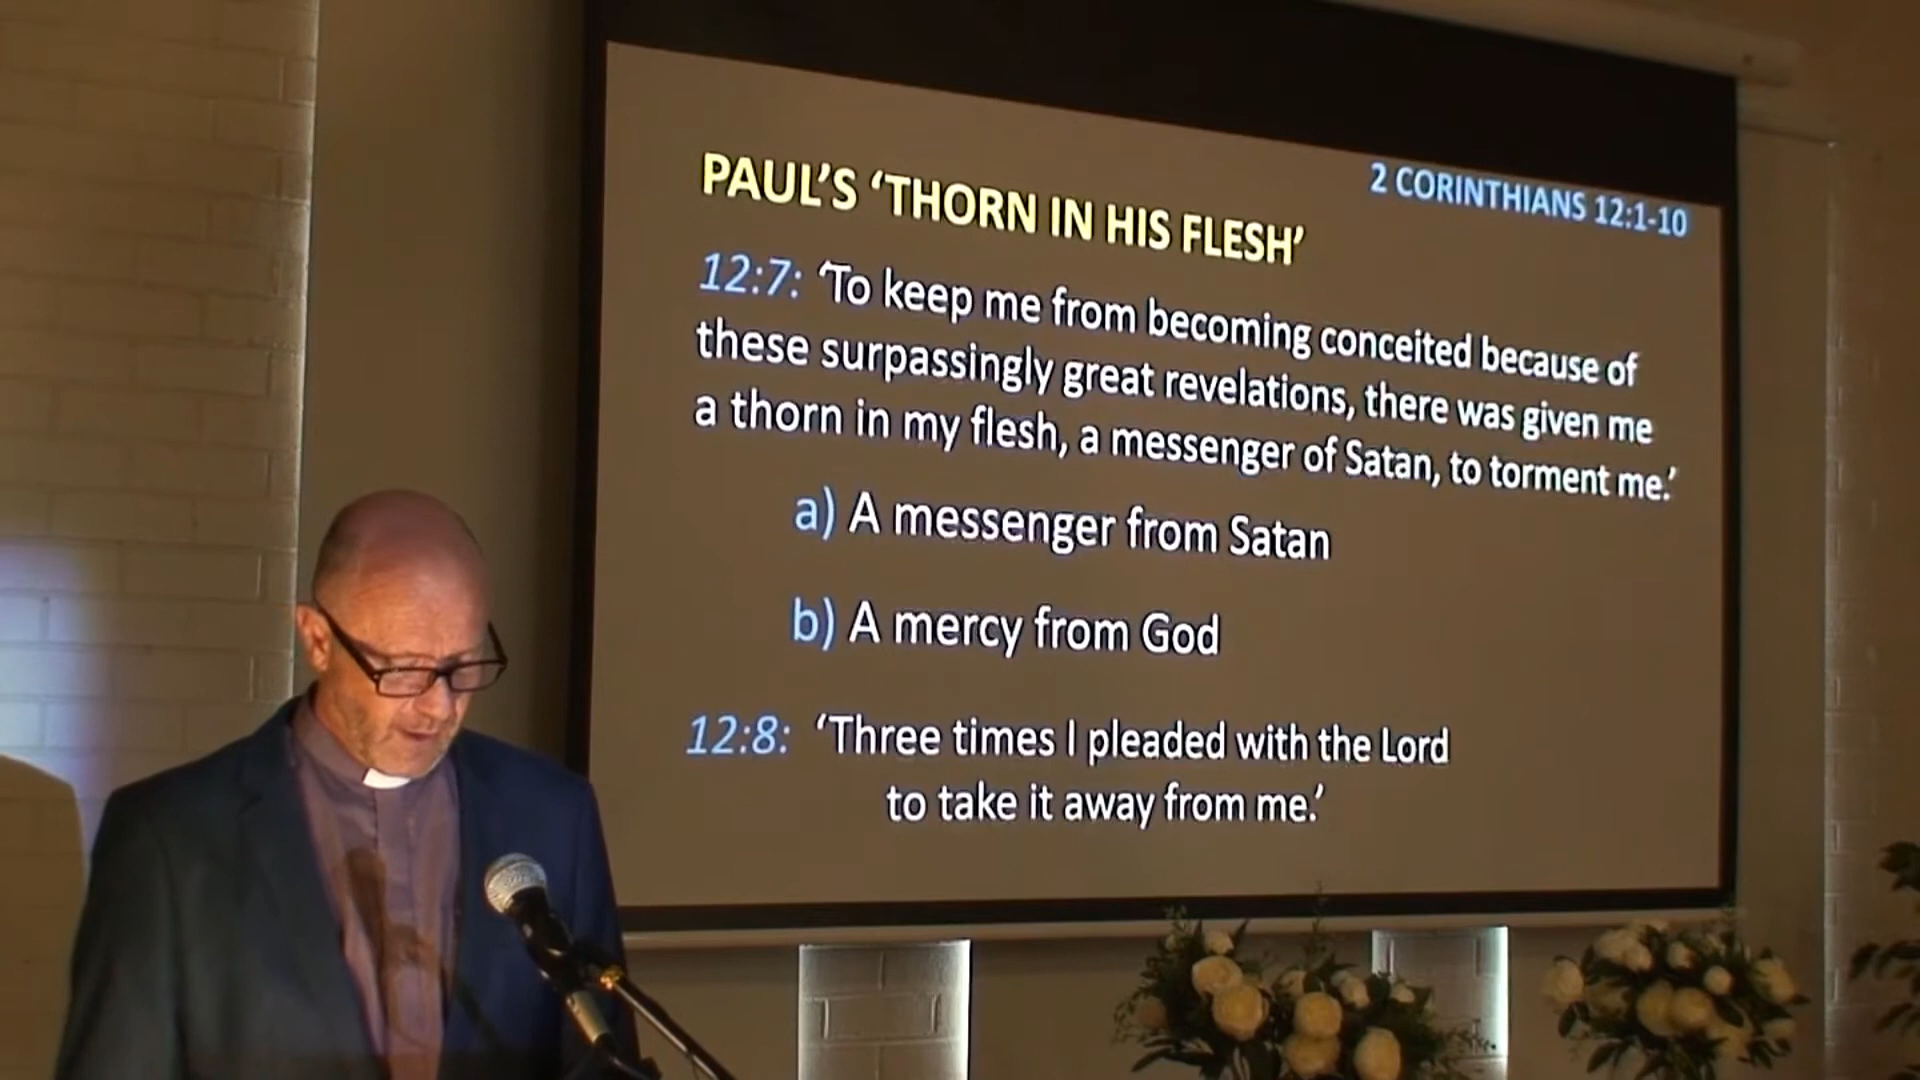 2 CORINTHIANS 12:1-10
PAUL’S ‘THORN IN HIS FLESH’
12:7: ‘To keep me from becoming conceited because of
these surpassingly great revelations, there was given me
a thorn in my flesh, a messenger of Satan, to torment me.’
a) A messenger from Satan
b) A mercy from God
12:8: ‘Three times I pleaded with the Lord
to take it away from me.’